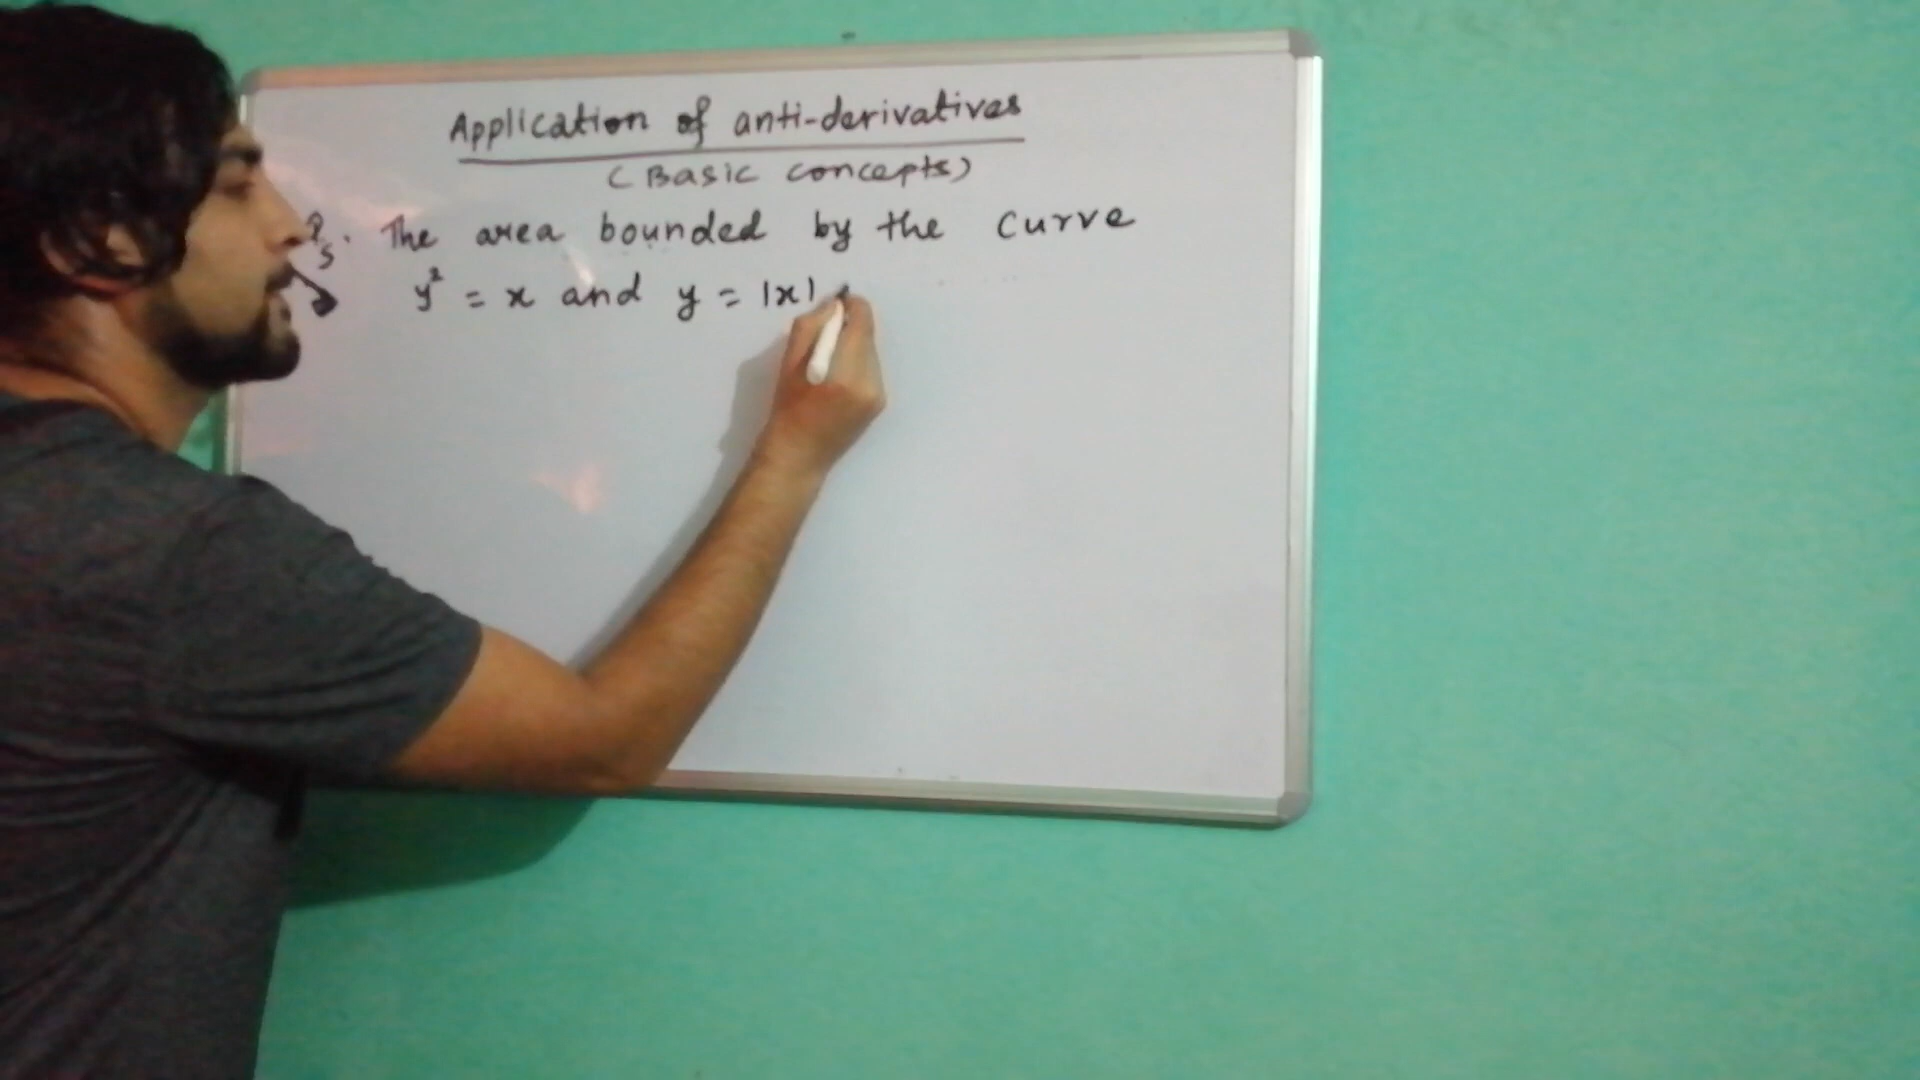 Application of anti-derivatives
(Basic concepts)
Q5. The area bounded by the curve
y² = x and y = |x|